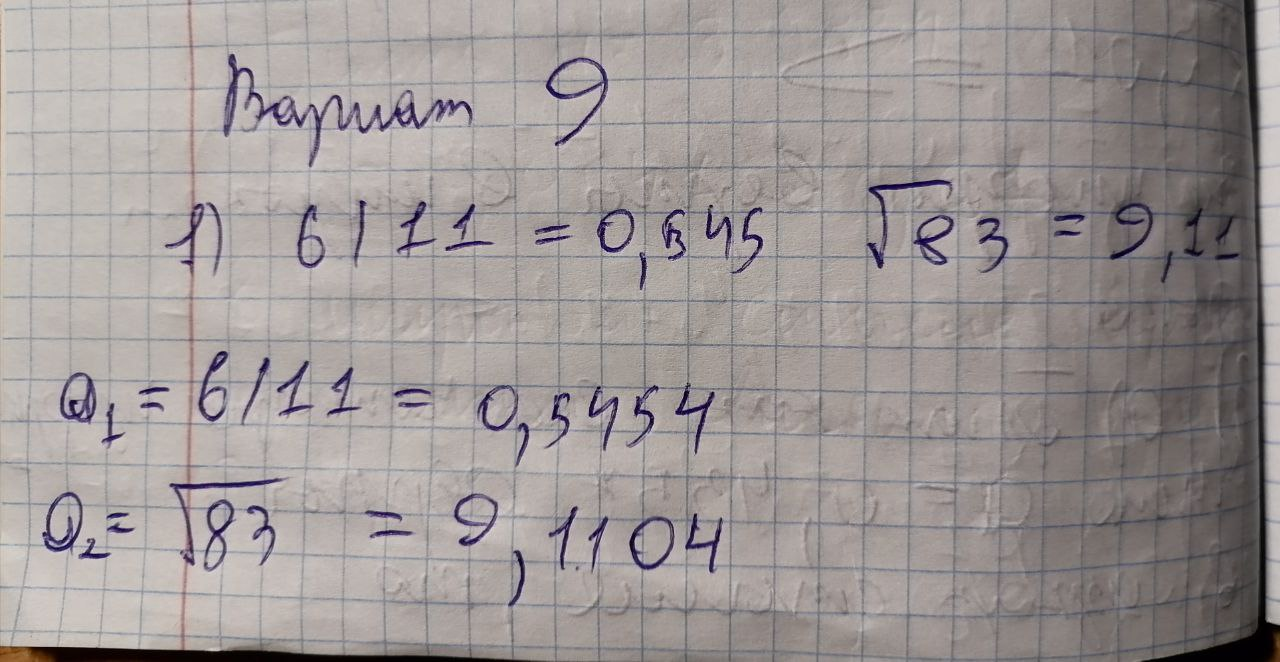 Вариант 9
1) 6/11 = 0,545 √83 = 9,11
a₁ = 6/11 = 0,5454
a₂ = √83 = 9,1104